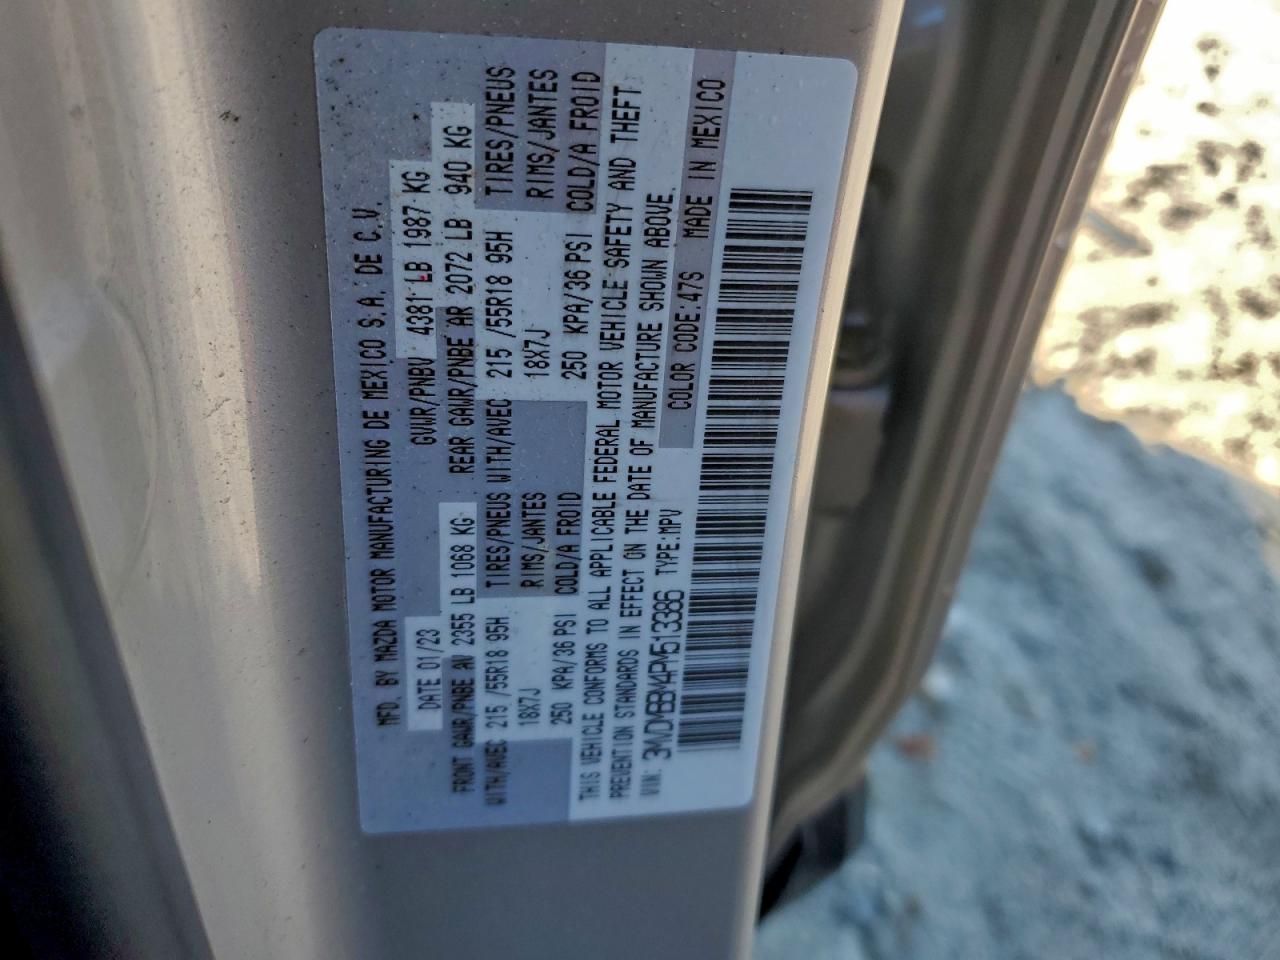 MFD. BY MAZDA MOTOR MANUFACTURING DE MEXICO S.A. DE C.V.
DATE 01/23 GVWR/PNBV 4381 LB 1987 KG
FRONT GAWR/PNBE AV 2355 LB 1068 KG REAR GAWR/PNBE AR 2072 LB 940 KG
WITH/AVEC 215 /55R18 95H TIRES/PNEUS WITH/AVEC 215 /55R18 95H TIRES/PNEUS
18X7J RIMS/JANTES 18X7J RIMS/JANTES
250 KPA/36 PSI COLD/A FROID 250 KPA/36 PSI COLD/A FROID
THIS VEHICLE CONFORMS TO ALL APPLICABLE FEDERAL MOTOR VEHICLE SAFETY AND THEFT
PREVENTION STANDARDS IN EFFECT ON THE DATE OF MANUFACTURE SHOWN ABOVE.
VIN: 3MVDMBBM4PM513386 TYPE:MPV COLOR CODE:47S MADE IN MEXICO